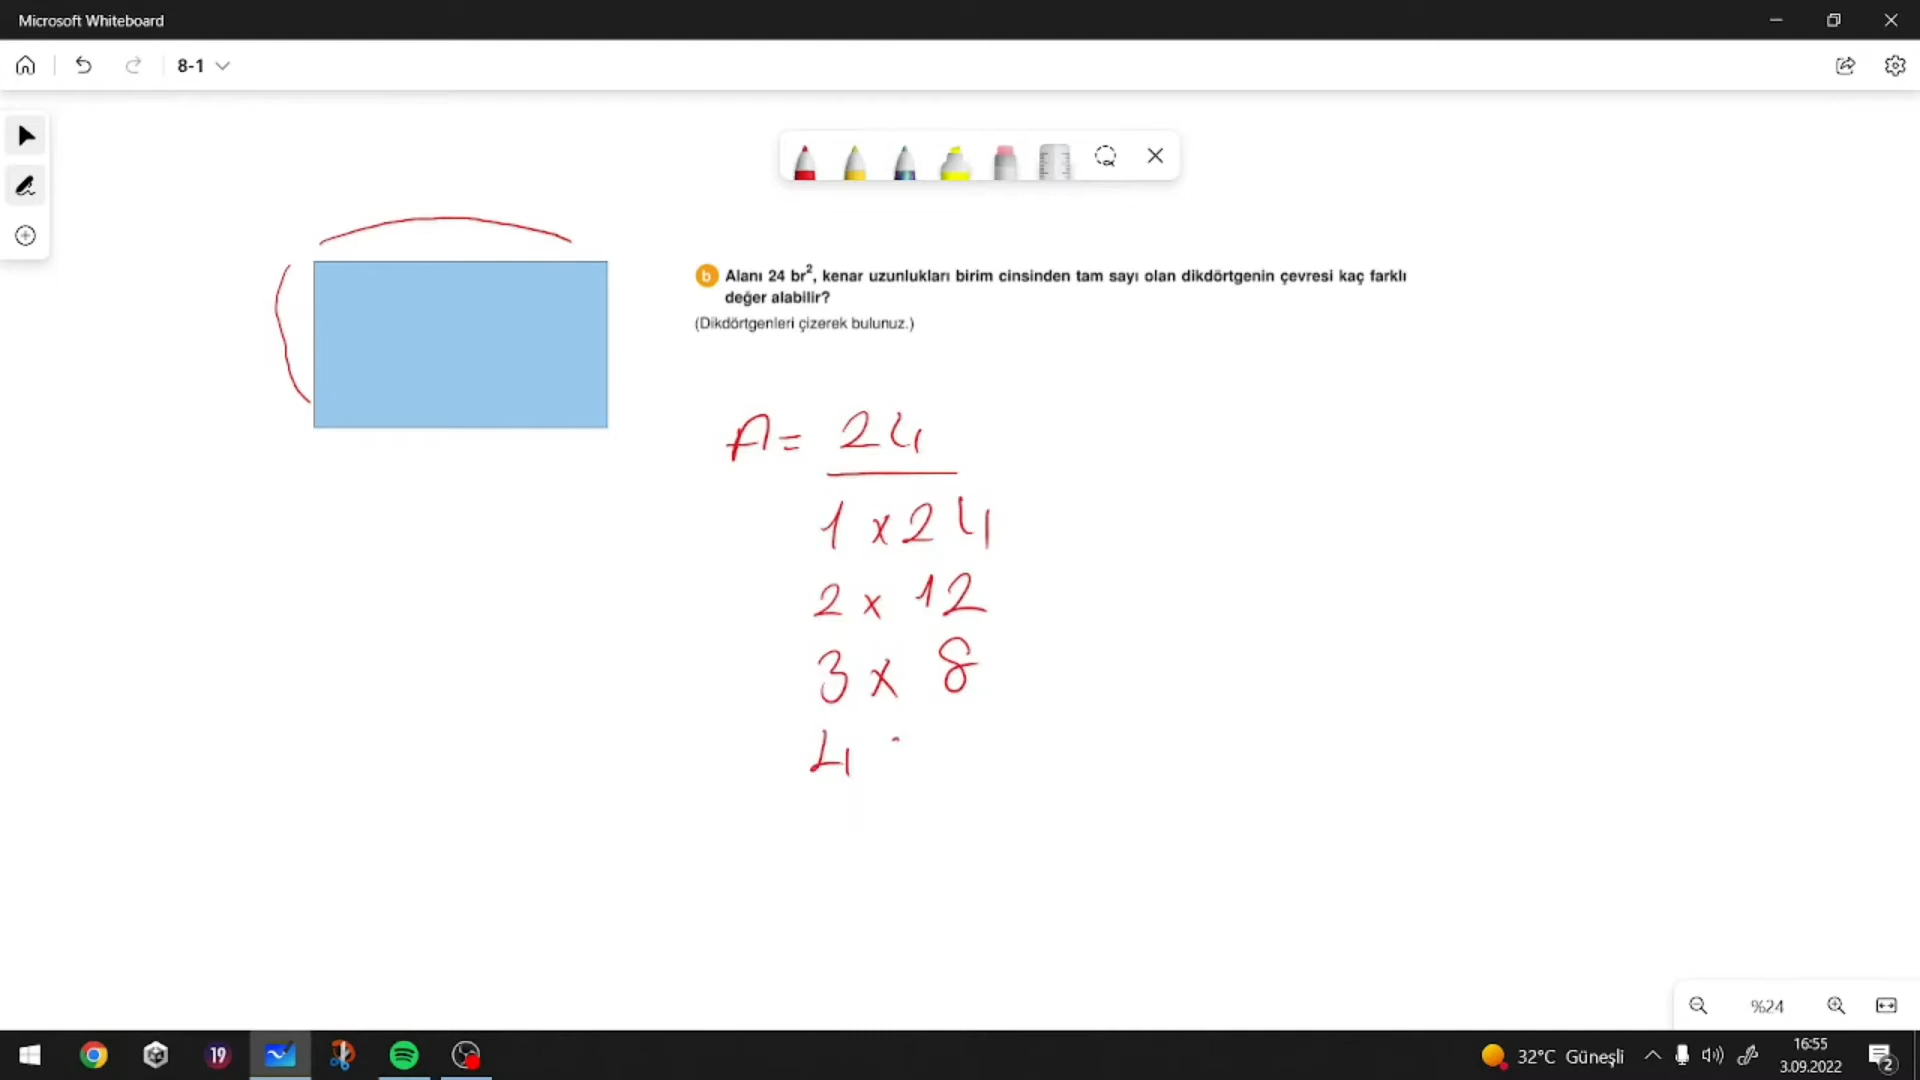 Microsoft Whiteboard
8-1
b Alanı 24 br², kenar uzunlukları birim cinsinden tam sayı olan dikdörtgenin çevresi kaç farklı
değer alabilir?
(Dikdörtgenleri çizerek bulunuz.)
A = 24
1 x 24
2 x 12
3 x 8
4
%24
19
32°C Güneşli
16:55
3.09.2022
2